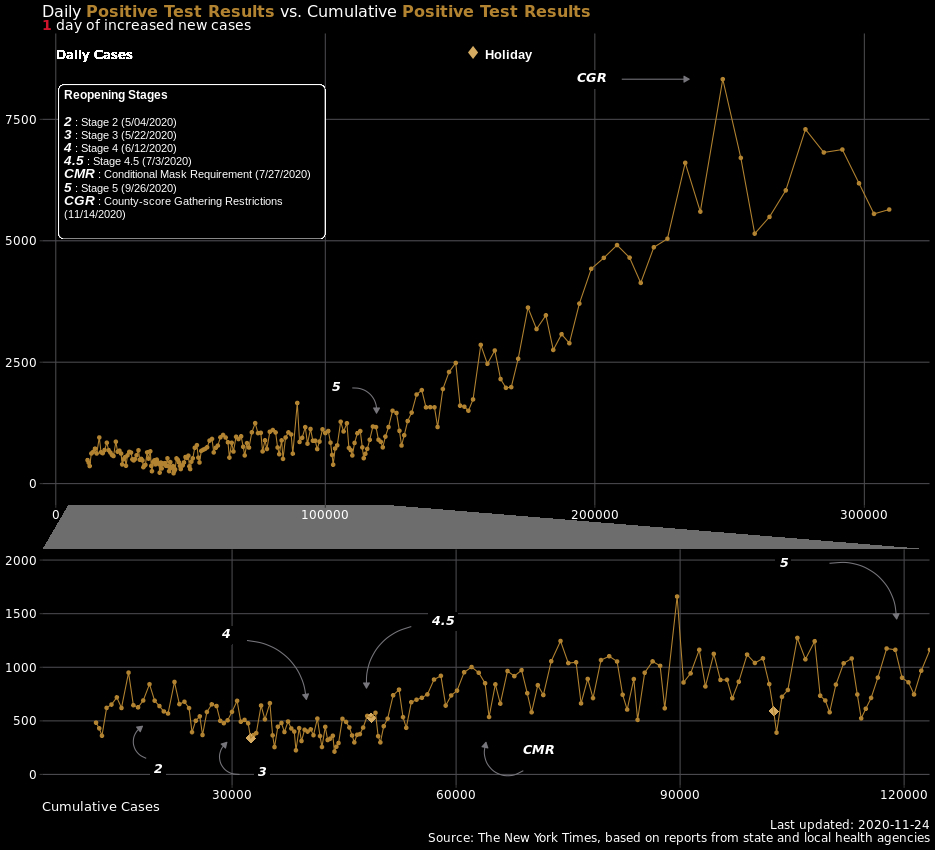 Daily Positive Test Results vs. Cumulative Positive Test Results
1 day of increased new cases
Daily Cases
Holiday
CGR
Reopening Stages
2 : Stage 2 (5/04/2020)
3 : Stage 3 (5/22/2020)
4 : Stage 4 (6/12/2020)
4.5 : Stage 4.5 (7/3/2020)
CMR : Conditional Mask Requirement (7/27/2020)
5 : Stage 5 (9/26/2020)
CGR : County-score Gathering Restrictions
(11/14/2020)
7500
5000
2500
0
5
0 100000 200000 300000
2000
1500
1000
500
0
5
4
4.5
CMR
2
3
30000 60000 90000 120000
Cumulative Cases
Last updated: 2020-11-24
Source: The New York Times, based on reports from state and local health agencies